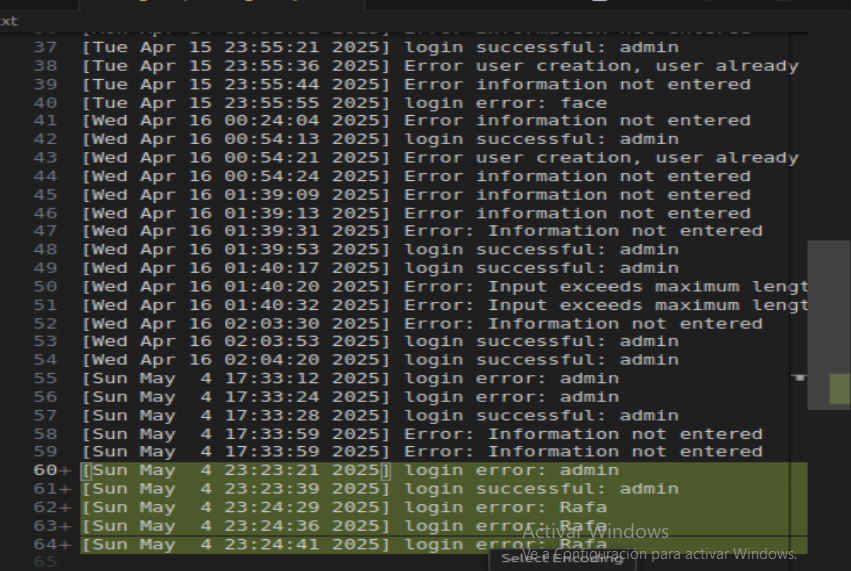 xt
37 [Tue Apr 15 23:55:21 2025] login successful: admin
38 [Tue Apr 15 23:55:36 2025] Error user creation, user already
39 [Tue Apr 15 23:55:44 2025] Error information not entered
40 [Tue Apr 15 23:55:55 2025] login error: face
41 [Wed Apr 16 00:24:04 2025] Error information not entered
42 [Wed Apr 16 00:54:13 2025] login successful: admin
43 [Wed Apr 16 00:54:21 2025] Error user creation, user already
44 [Wed Apr 16 00:54:24 2025] Error information not entered
45 [Wed Apr 16 01:39:09 2025] Error information not entered
46 [Wed Apr 16 01:39:13 2025] Error information not entered
47 [Wed Apr 16 01:39:31 2025] Error: Information not entered
48 [Wed Apr 16 01:39:53 2025] login successful: admin
49 [Wed Apr 16 01:40:17 2025] login successful: admin
50 [Wed Apr 16 01:40:20 2025] Error: Input exceeds maximum lengt
51 [Wed Apr 16 01:40:32 2025] Error: Input exceeds maximum lengt
52 [Wed Apr 16 02:03:30 2025] Error: Information not entered
53 [Wed Apr 16 02:03:53 2025] login successful: admin
54 [Wed Apr 16 02:04:20 2025] login successful: admin
55 [Sun May  4 17:33:12 2025] login error: admin
56 [Sun May  4 17:33:24 2025] login error: admin
57 [Sun May  4 17:33:28 2025] login successful: admin
58 [Sun May  4 17:33:59 2025] Error: Information not entered
59 [Sun May  4 17:33:59 2025] Error: Information not entered
60+ [Sun May  4 23:23:21 2025] login error: admin
61+ [Sun May  4 23:23:39 2025] login successful: admin
62+ [Sun May  4 23:24:29 2025] login error: Rafa
63+ [Sun May  4 23:24:36 2025] login error: Rafa
64+ [Sun May  4 23:24:41 2025] login error: Rafa
65
Activar Windows
Ve a Configuración para activar Windows.
Select Encoding